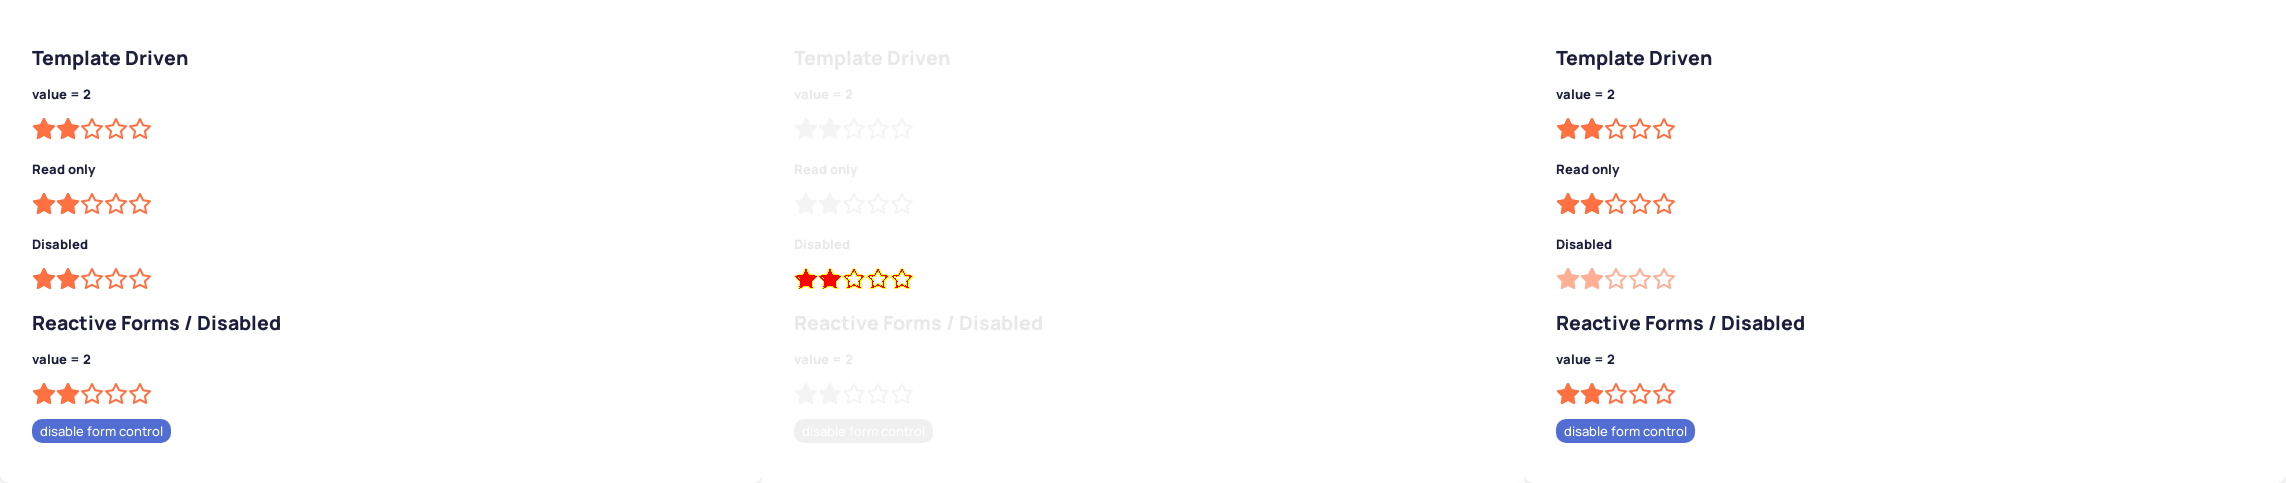 Template Driven
value = 2
Read only
Disabled
Reactive Forms / Disabled
value = 2
disable form control
Template Driven
value = 2
Read only
Disabled
Reactive Forms / Disabled
value = 2
disable form control
Template Driven
value = 2
Read only
Disabled
Reactive Forms / Disabled
value = 2
disable form control